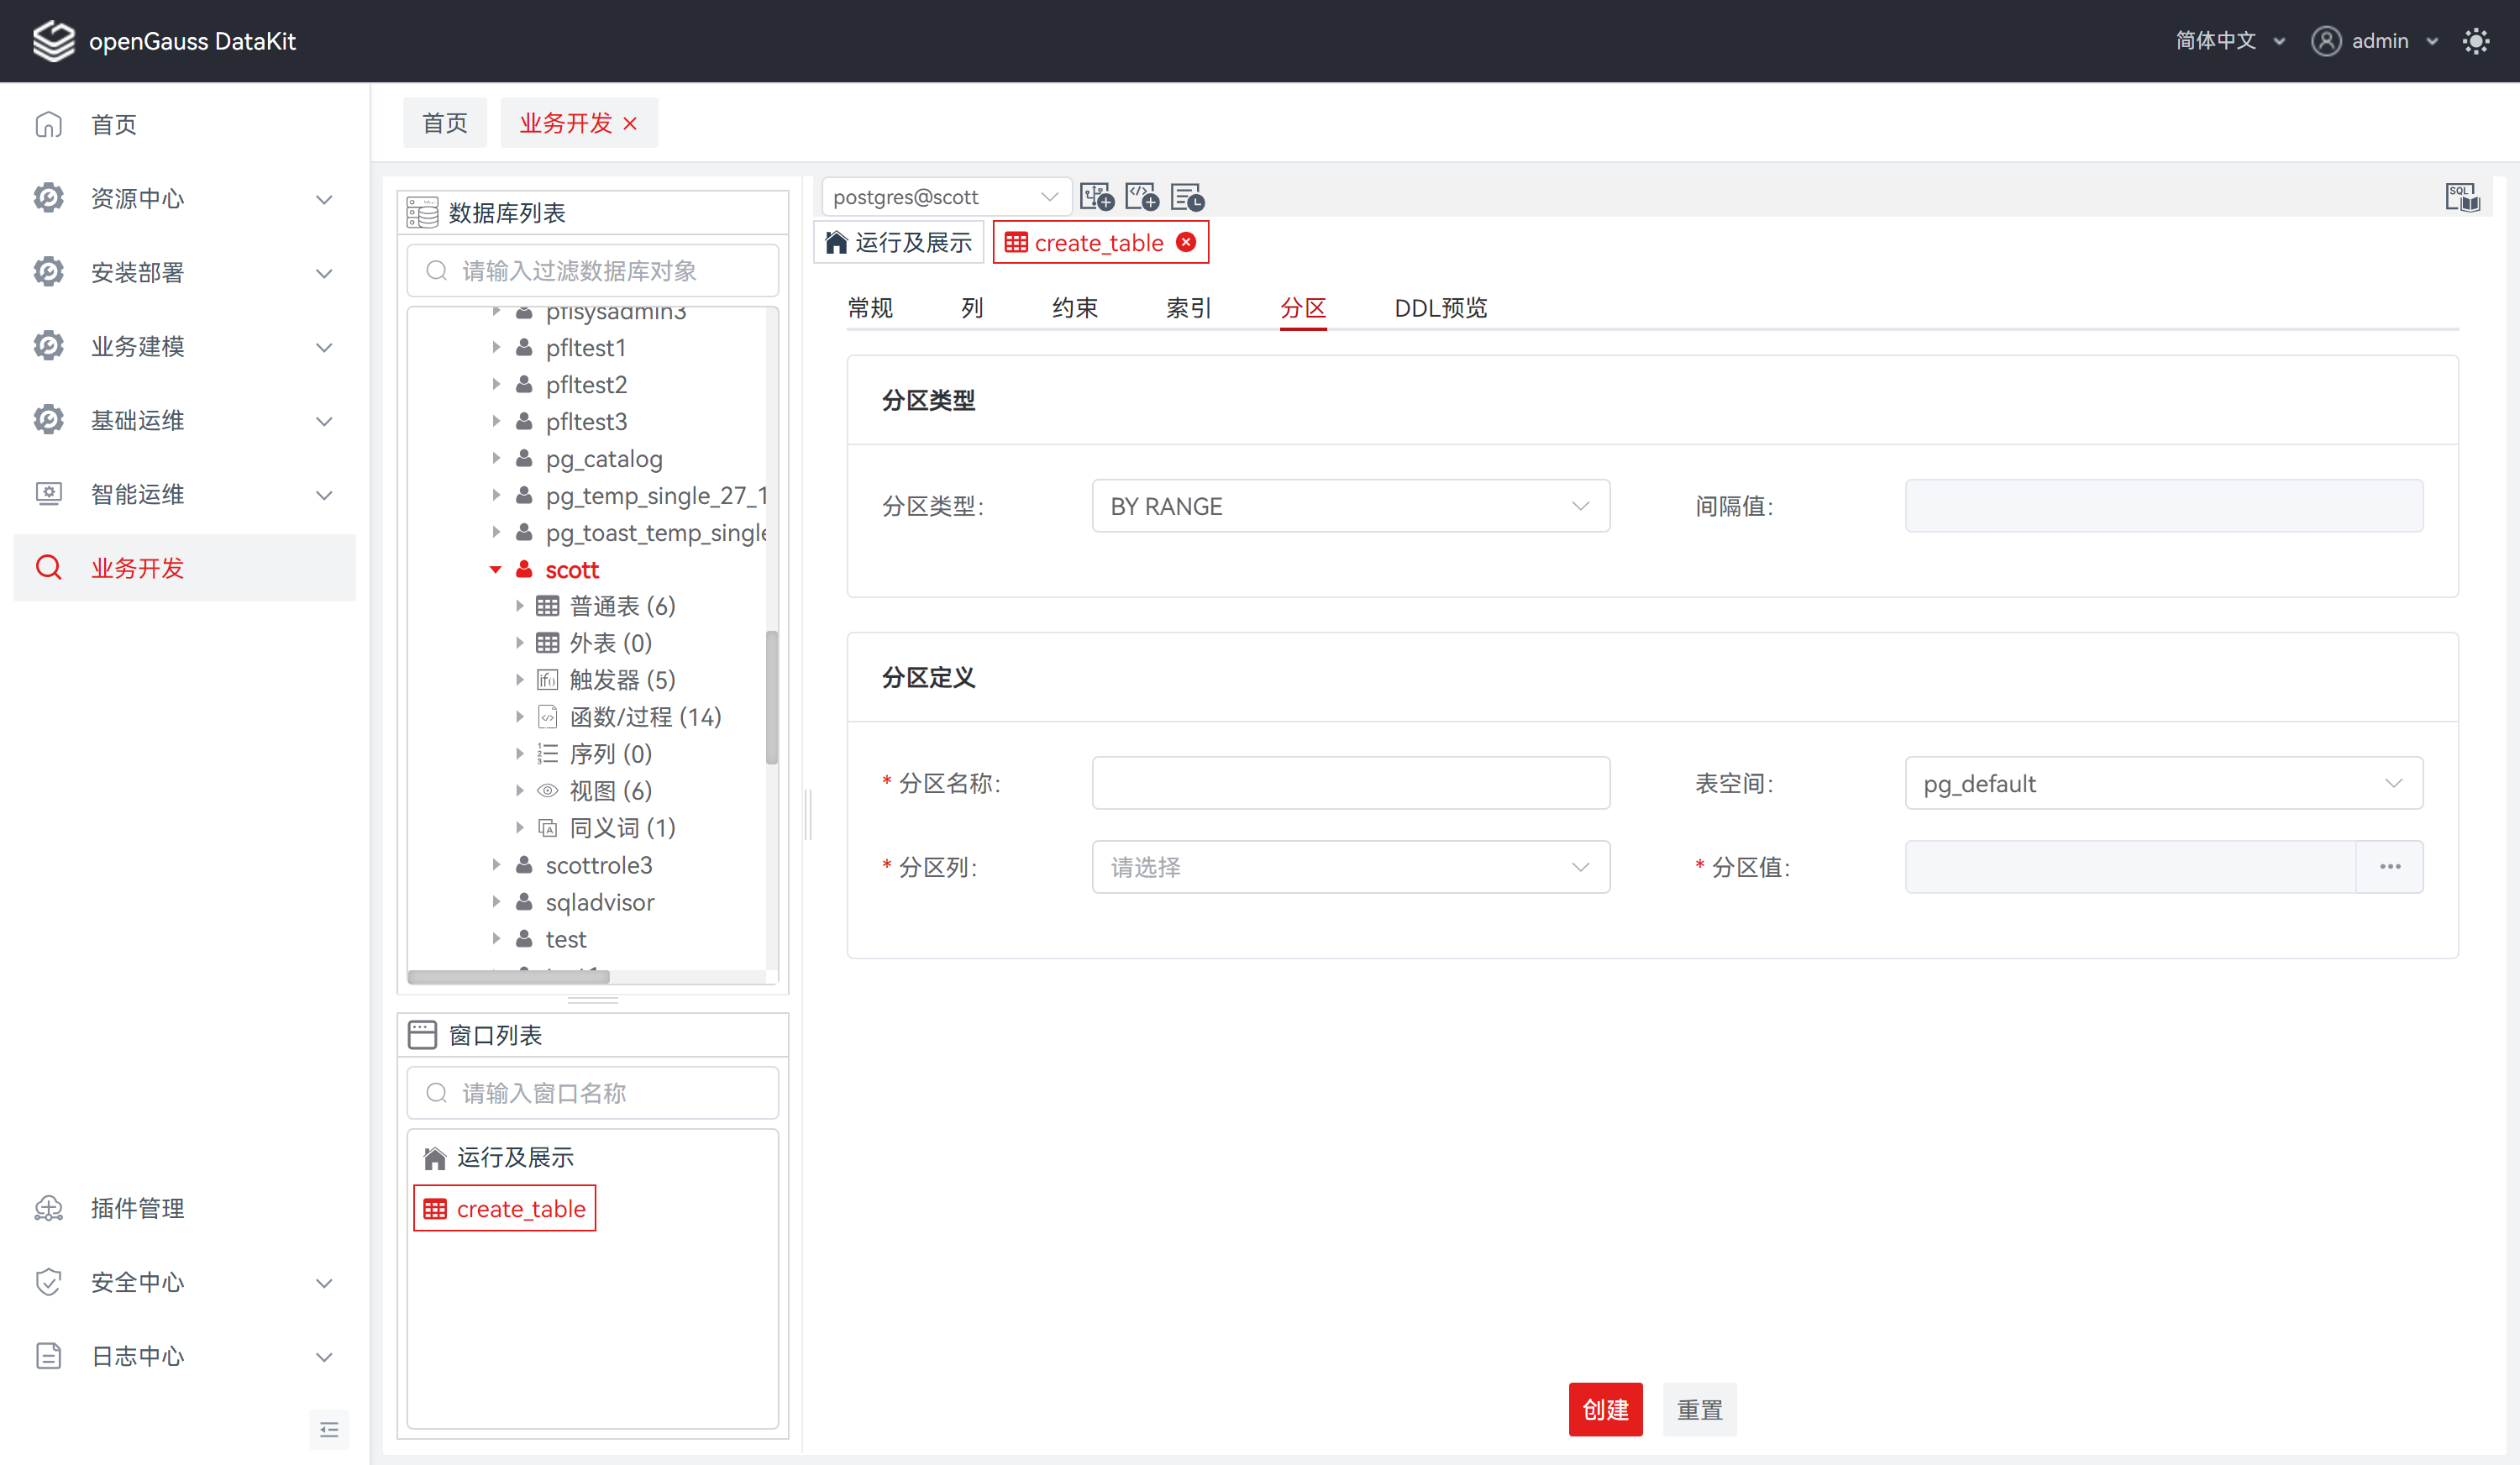 openGauss DataKit
简体中文
admin
首页
资源中心
安装部署
业务建模
基础运维
智能运维
业务开发
插件管理
安全中心
日志中心
首页
业务开发
数据库列表
请输入过滤数据库对象
pflsysadmin3
pfltest1
pfltest2
pfltest3
pg_catalog
pg_temp_single_27_1
pg_toast_temp_single
scott
普通表 (6)
外表 (0)
触发器 (5)
函数/过程 (14)
序列 (0)
视图 (6)
同义词 (1)
scottrole3
sqladvisor
test
窗口列表
请输入窗口名称
运行及展示
create_table
postgres@scott
SQL
运行及展示
create_table
常规
列
约束
索引
分区
DDL预览
分区类型
分区类型:
BY RANGE
间隔值:
分区定义
* 分区名称:
表空间:
pg_default
* 分区列:
请选择
* 分区值:
创建
重置